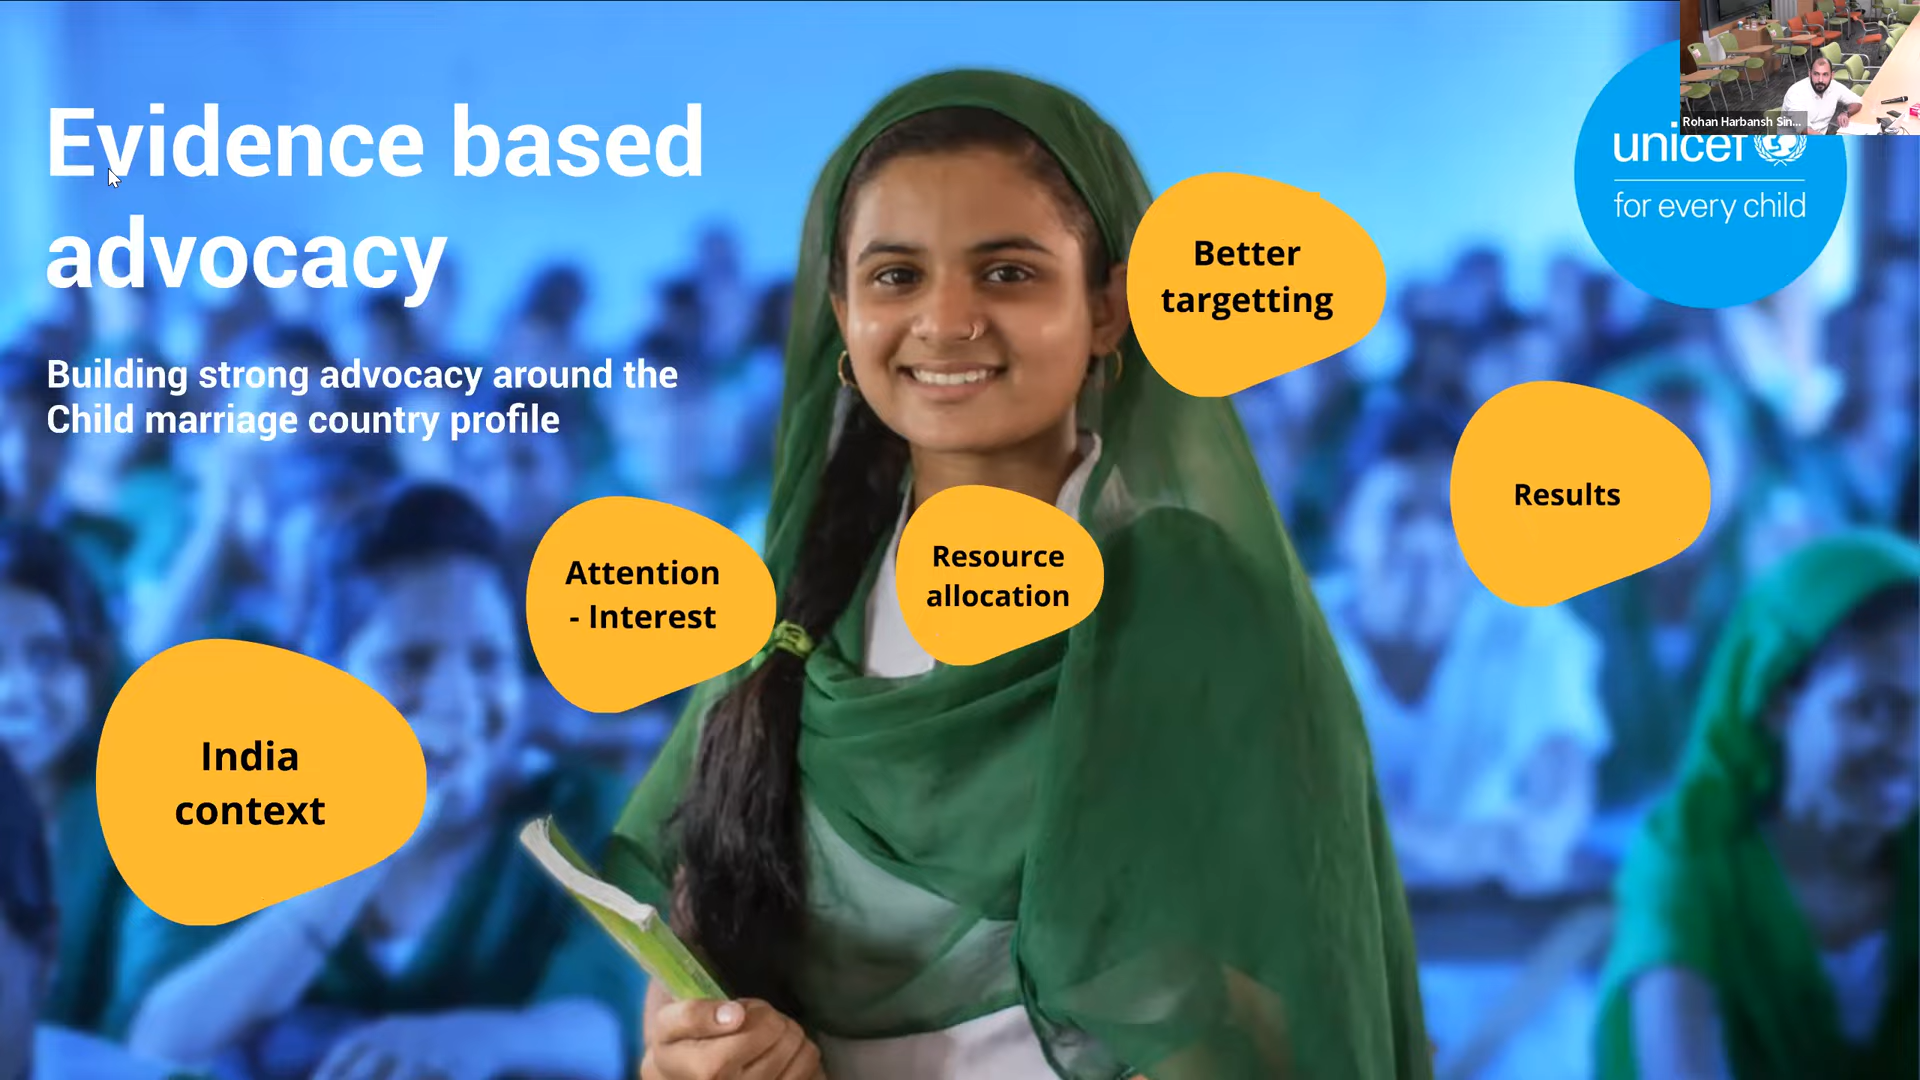 Evidence based
advocacy
Building strong advocacy around the
Child marriage country profile
Rohan Harbansh Sin...
unicef
for every child
Better
targetting
Results
Attention
- Interest
Resource
allocation
India
context